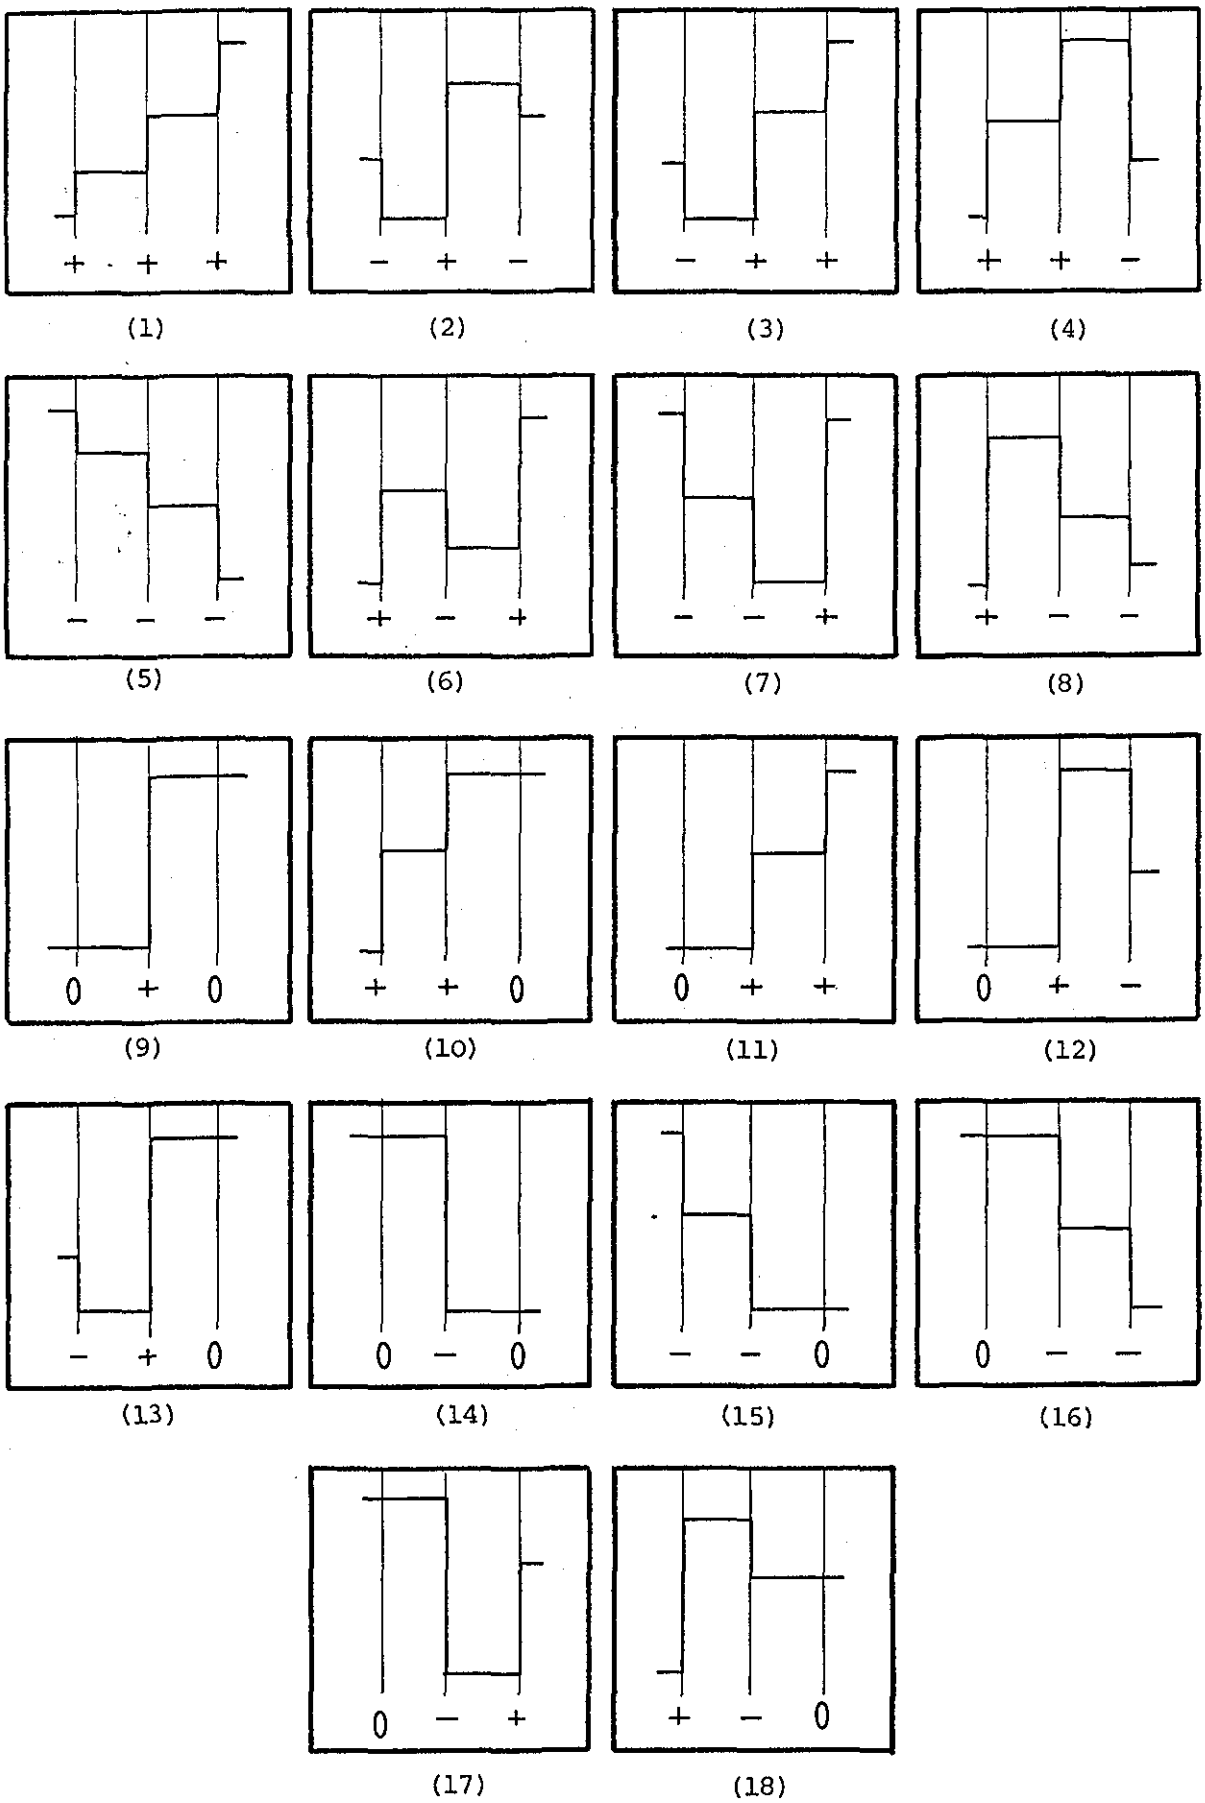 + + + - + - - + + + + -
(1) (2) (3) (4)
- - - + - + - - + + - -
(5) (6) (7) (8)
0 + 0 + + 0 0 + + 0 + -
(9) (10) (11) (12)
- + 0 0 - 0 - - 0 0 - -
(13) (14) (15) (16)
0 - + + - 0
(17) (18)